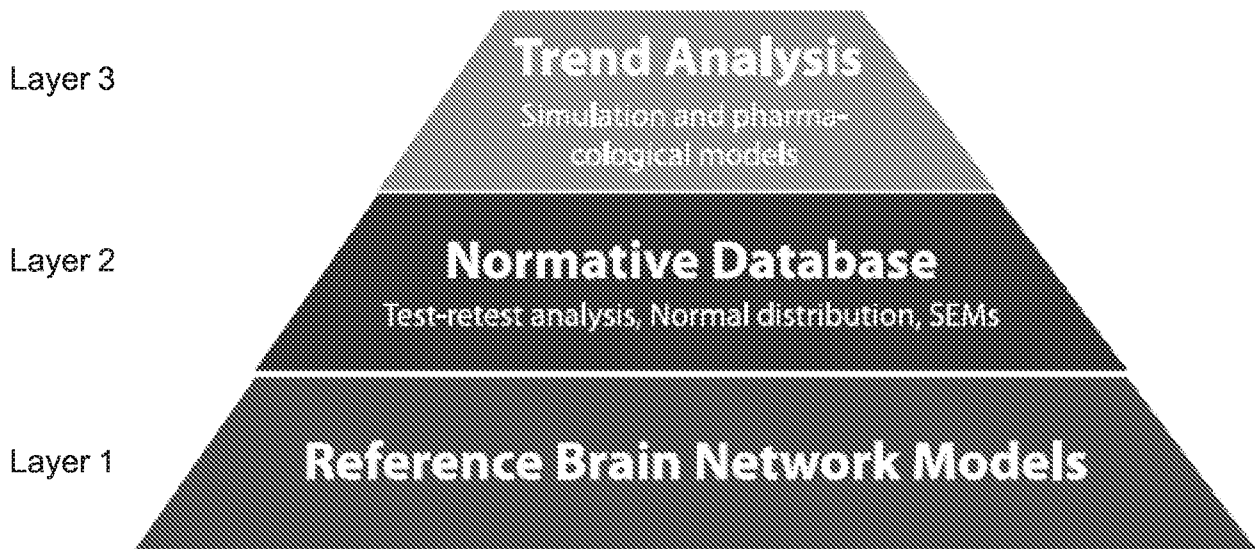 Layer 3
Trend Analysis
Simulation and pharma-
cological models
Layer 2
Normative Database
Test-retest analysis, Normal distribution, SEMs
Layer 1
Reference Brain Network Models